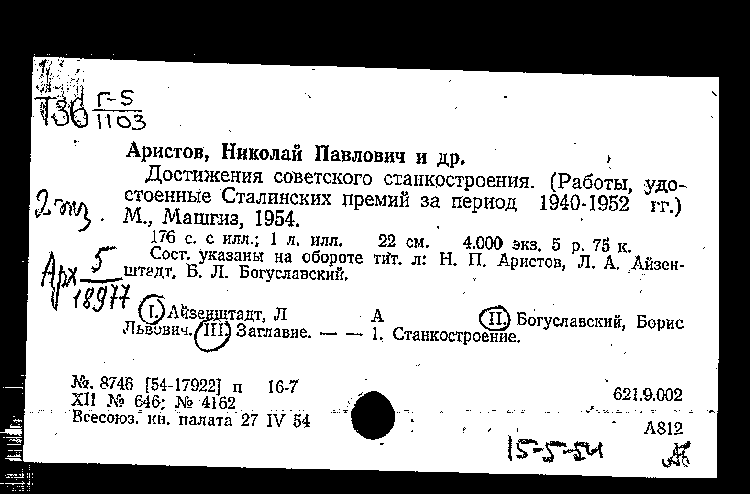 Г-5
1103
Аристов, Николай Павлович и др.
Достижения советского станкостроения. (Работы, удо-
стоенные Сталинских премий за период 1940-1952 гг.)
М., Машгиз, 1954.
2 экз.
176 с. с илл.; 1 л. илл. 22 см. 4.000 экз. 5 р. 75 к.
Сост. указаны на обороте тит. л: Н. П. Аристов, Л. А. Айзен-
штадт, Б. Л. Богуславский.
Арх 5
18977
I. Айзенштадт, Л А II. Богуславский, Борис
Львович. III Заглавие. — — 1. Станкостроение.
№. 8746 [54-17922] п 16-7
XII № 646; № 4162
Всесоюз. кн. палата 27 IV 54
621.9.002
А812
15-5-54